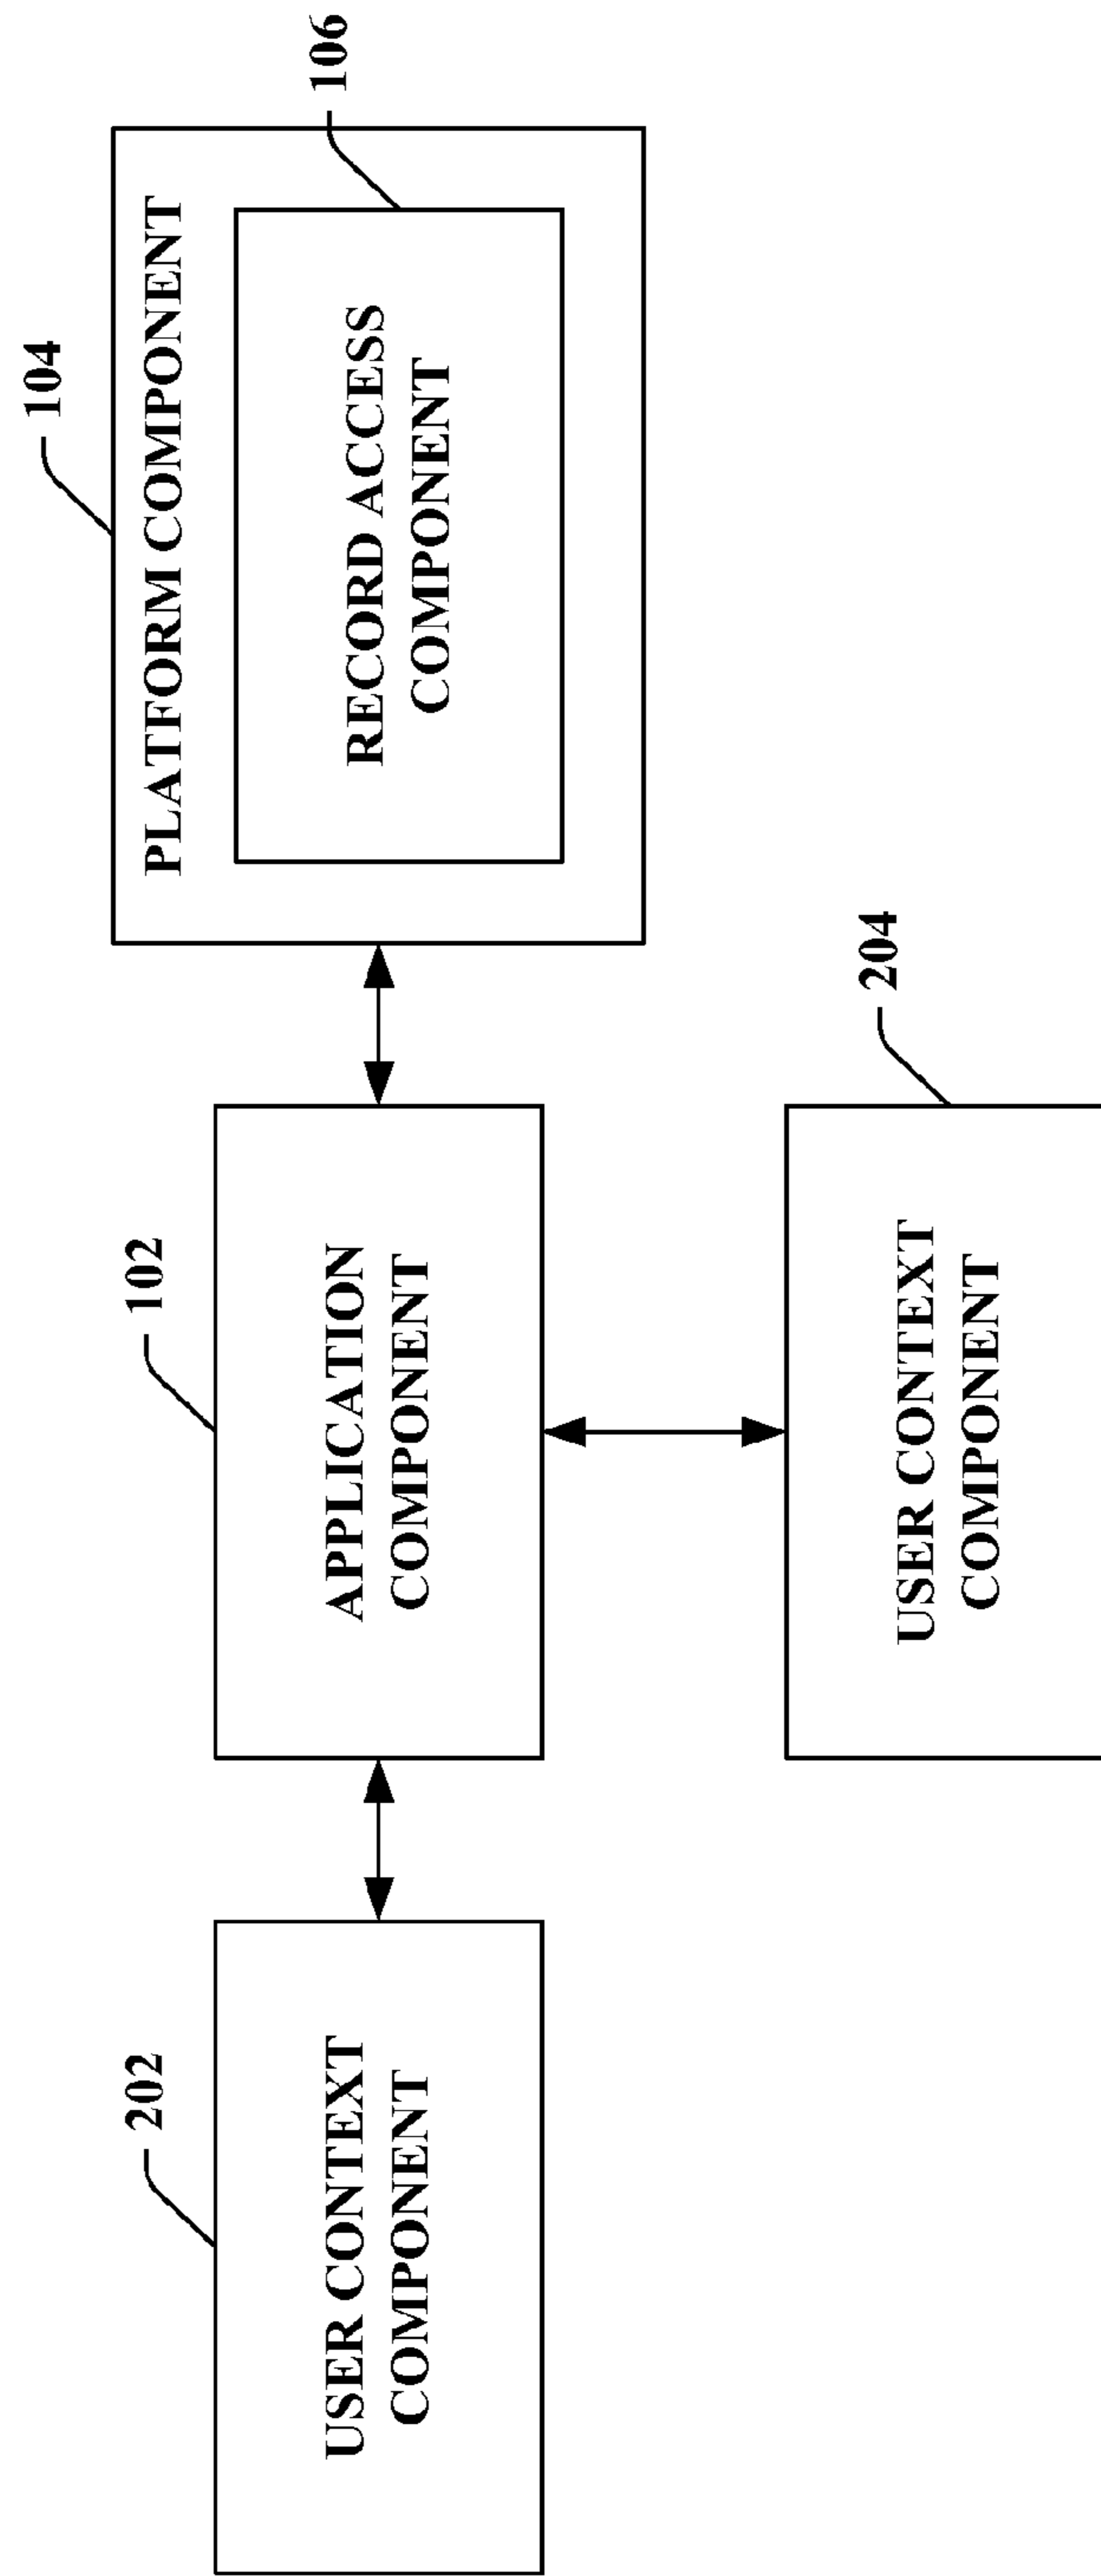 202
USER CONTEXT
COMPONENT
102
APPLICATION
COMPONENT
104
PLATFORM COMPONENT
106
RECORD ACCESS
COMPONENT
204
USER CONTEXT
COMPONENT